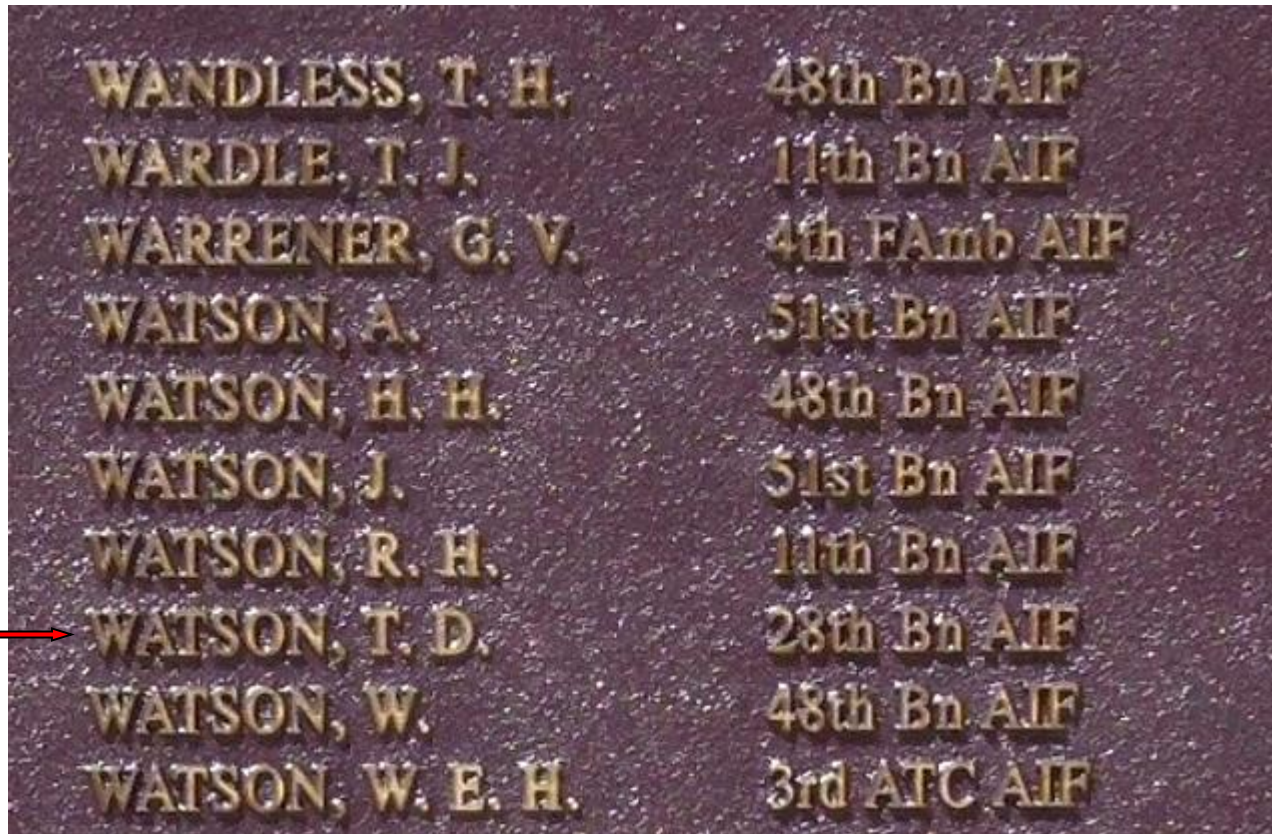 WANDLESS, T. H. 48th Bn AIF
WARDLE, T. J. 11th Bn AIF
WARRENER, G. V. 4th FAmb AIF
WATSON, A. 51st Bn AIF
WATSON, H. H. 48th Bn AIF
WATSON, J. 51st Bn AIF
WATSON, R. H. 11th Bn AIF
WATSON, T. D. 28th Bn AIF
WATSON, W. 48th Bn AIF
WATSON, W. E. H. 3rd ATC AIF